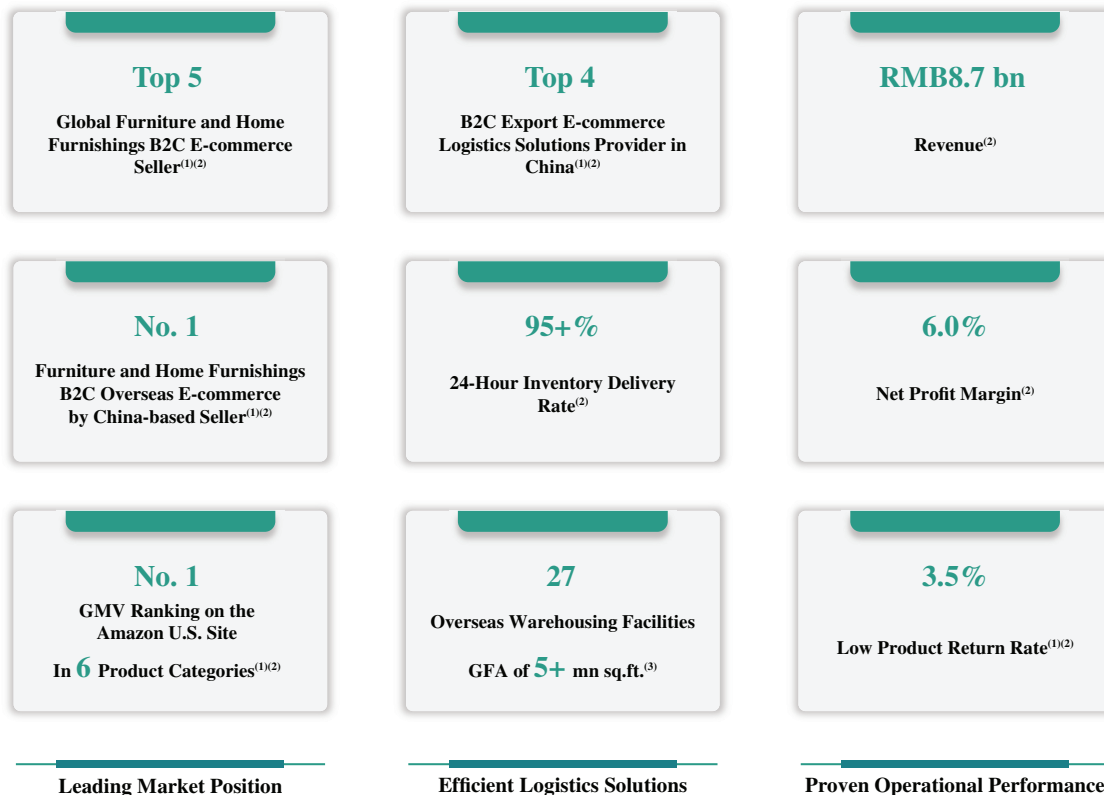 Top 5
Global Furniture and Home
Furnishings B2C E-commerce
Seller(1)(2)
Top 4
B2C Export E-commerce
Logistics Solutions Provider in
China(1)(2)
RMB8.7 bn
Revenue(2)
No. 1
Furniture and Home Furnishings
B2C Overseas E-commerce
by China-based Seller(1)(2)
95+%
24-Hour Inventory Delivery
Rate(2)
6.0%
Net Profit Margin(2)
No. 1
GMV Ranking on the
Amazon U.S. Site
In 6 Product Categories(1)(2)
27
Overseas Warehousing Facilities
GFA of 5+ mn sq.ft.(3)
3.5%
Low Product Return Rate(1)(2)
Leading Market Position
Efficient Logistics Solutions
Proven Operational Performance